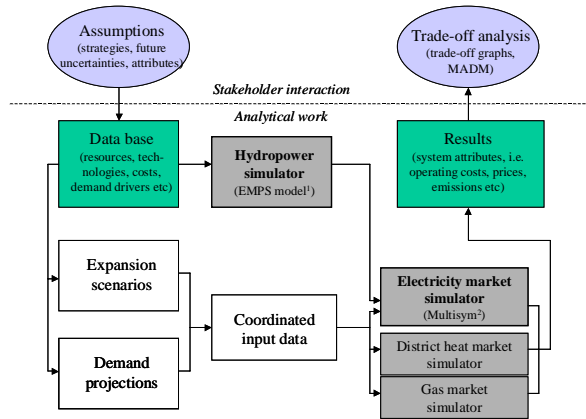 Assumptions
(strategies, future
uncertainties, attributes)
Trade-off analysis
(trade-off graphs,
MADM)
Stakeholder interaction
Analytical work
Data base
(resources, tech-
nologies, costs,
demand drivers etc)
Hydropower
simulator
(EMPS model¹)
Results
(system attributes, i.e.
operating costs, prices,
emissions etc)
Expansion
scenarios
Demand
projections
Coordinated
input data
Electricity market
simulator
(Multisym²)
District heat market
simulator
Gas market
simulator